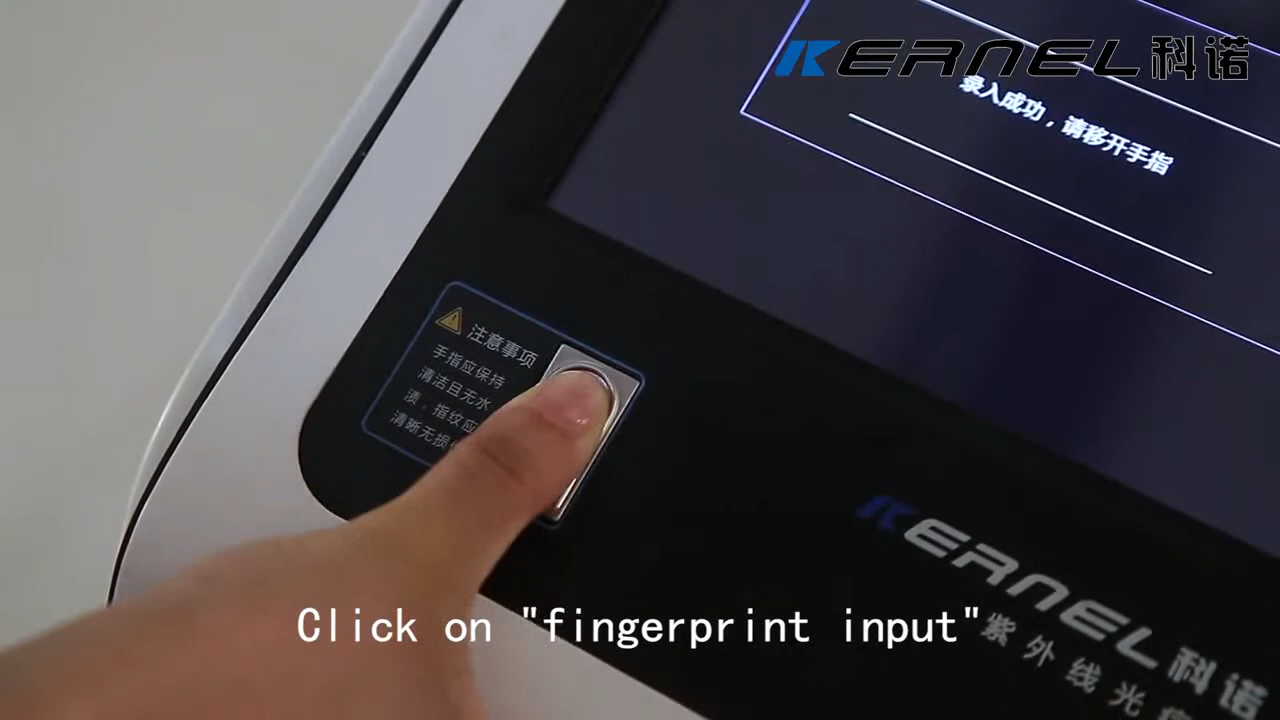 KERNEL科诺
录入成功，请移开手指
注意事项
手指应保持
清洁且无水
渍，指纹应
清晰无损
KERNEL科诺
紫外线光
Click on "fingerprint input"